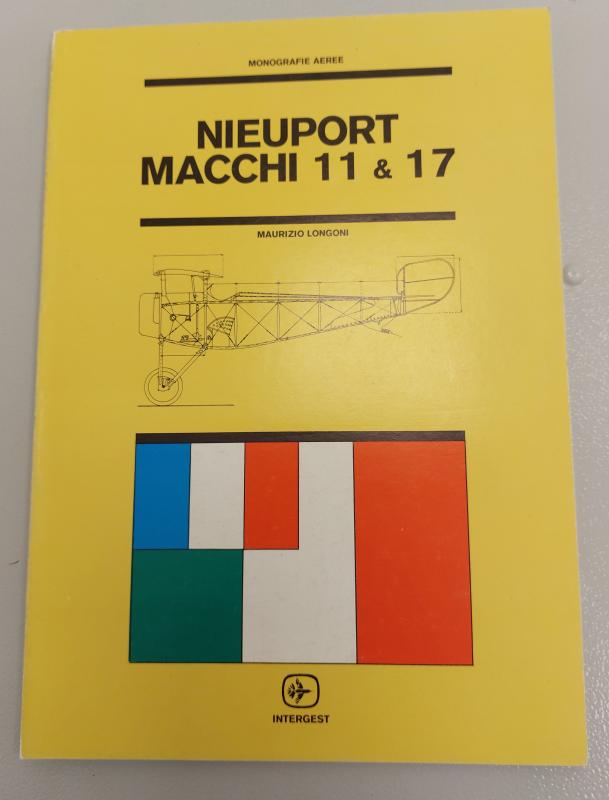 MONOGRAFIE AEREE
NIEUPORT
MACCHI 11 & 17
MAURIZIO LONGONI
INTERGEST